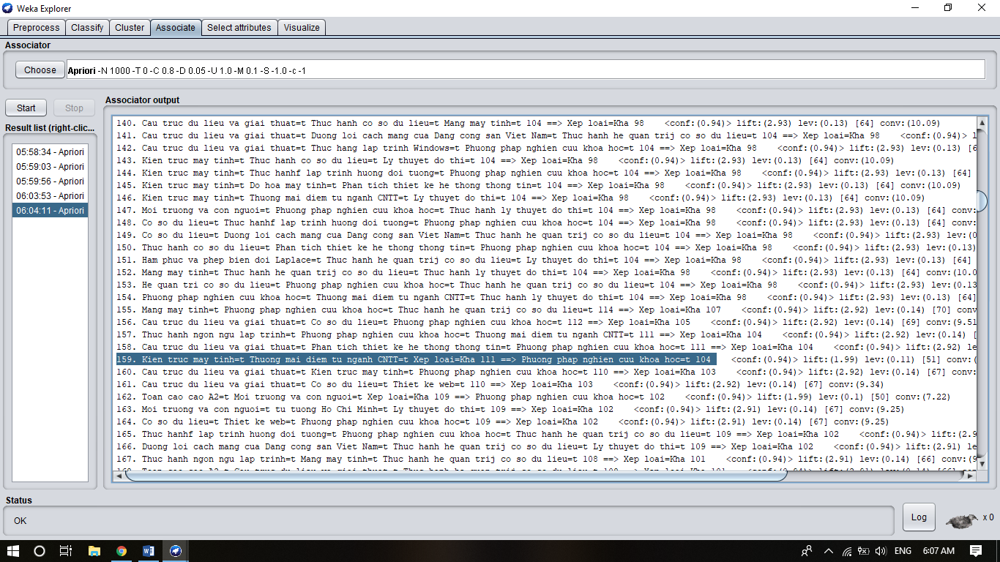 Weka Explorer
Preprocess Classify Cluster Associate Select attributes Visualize
Associator
Choose Apriori -N 1000 -T 0 -C 0.8 -D 0.05 -U 1.0 -M 0.1 -S -1.0 -c -1
Start Stop
Result list (right-clic...
05:58:34 - Apriori
05:59:03 - Apriori
05:59:56 - Apriori
06:03:53 - Apriori
06:04:11 - Apriori
Associator output
140. Cau truc du lieu va giai thuat=t Thuc hanh co so du lieu=t Mang may tinh=t 104 ==> Xep loai=Kha 98 <conf:(0.94)> lift:(2.93) lev:(0.13) [64] conv:(10.09)
141. Cau truc du lieu va giai thuat=t Duong loi cach mang cua Dang cong san Viet Nam=t Thuc hanh he quan trij co so du lieu=t 104 ==> Xep loai=Kha 98 <conf:(0.94)> l
142. Cau truc du lieu va giai thuat=t Thuc hang lap trinh Windows=t Phuong phap nghien cuu khoa hoc=t 104 ==> Xep loai=Kha 98 <conf:(0.94)> lift:(2.93) lev:(0.13) [6
143. Kien truc may tinh=t Thuc hanh co so du lieu=t Ly thuyet do thi=t 104 ==> Xep loai=Kha 98 <conf:(0.94)> lift:(2.93) lev:(0.13) [64] conv:(10.09)
144. Kien truc may tinh=t Thuc hanhf lap trinh huong doi tuong=t Phuong phap nghien cuu khoa hoc=t 104 ==> Xep loai=Kha 98 <conf:(0.94)> lift:(2.93) lev:(0.13) [64]
145. Kien truc may tinh=t Do hoa may tinh=t Phan tich thiet ke he thong thong tin=t 104 ==> Xep loai=Kha 98 <conf:(0.94)> lift:(2.93) lev:(0.13) [64] conv:(10.09)
146. Kien truc may tinh=t Thuong mai diem tu nganh CNTT=t Ly thuyet do thi=t 104 ==> Xep loai=Kha 98 <conf:(0.94)> lift:(2.93) lev:(0.13) [64] conv:(10.09)
147. Moi truong va con nguoi=t Phuong phap nghien cuu khoa hoc=t Thuc hanh ly thuyet do thi=t 104 ==> Xep loai=Kha 98 <conf:(0.94)> lift:(2.93) lev:(0.13) [64] conv:
148. Co so du lieu=t Thuc hanhf lap trinh huong doi tuong=t Phuong phap nghien cuu khoa hoc=t 104 ==> Xep loai=Kha 98 <conf:(0.94)> lift:(2.93) lev:(0.13) [64] conv:
149. Co so du lieu=t Duong loi cach mang cua Dang cong san Viet Nam=t Thuc hanh he quan trij co so du lieu=t 104 ==> Xep loai=Kha 98 <conf:(0.94)> lift:(2.93) lev:(0
150. Thuc hanh co so du lieu=t Phan tich thiet ke he thong thong tin=t Phuong phap nghien cuu khoa hoc=t 104 ==> Xep loai=Kha 98 <conf:(0.94)> lift:(2.93) lev:(0.13)
151. Ham phuc va phep bien doi Laplace=t Thuc hanh he quan trij co so du lieu=t Ly thuyet do thi=t 104 ==> Xep loai=Kha 98 <conf:(0.94)> lift:(2.93) lev:(0.13) [64]
152. Mang may tinh=t Thuc hanh he quan trij co so du lieu=t Thuc hanh ly thuyet do thi=t 104 ==> Xep loai=Kha 98 <conf:(0.94)> lift:(2.93) lev:(0.13) [64] conv:(10.0
153. He quan tri co so du lieu=t Phuong phap nghien cuu khoa hoc=t Thuc hanh he quan trij co so du lieu=t 104 ==> Xep loai=Kha 98 <conf:(0.94)> lift:(2.93) lev:(0.13
154. Phuong phap nghien cuu khoa hoc=t Thuong mai diem tu nganh CNTT=t Thuc hanh ly thuyet do thi=t 104 ==> Xep loai=Kha 98 <conf:(0.94)> lift:(2.93) lev:(0.13) [64]
155. Mang may tinh=t Phuong phap nghien cuu khoa hoc=t Thuc hanh he quan trij co so du lieu=t 114 ==> Xep loai=Kha 107 <conf:(0.94)> lift:(2.92) lev:(0.14) [70] conv
156. Cau truc du lieu va giai thuat=t Co so du lieu=t Phuong phap nghien cuu khoa hoc=t 112 ==> Xep loai=Kha 105 <conf:(0.94)> lift:(2.92) lev:(0.14) [69] conv:(9.51
157. Thuc hanh ngon ngu lap trinh=t Phuong phap nghien cuu khoa hoc=t Thuong mai diem tu nganh CNTT=t 111 ==> Xep loai=Kha 104 <conf:(0.94)> lift:(2.92) lev:(0.14) [
158. Cau truc du lieu va giai thuat=t Phan tich thiet ke he thong thong tin=t Phuong phap nghien cuu khoa hoc=t 111 ==> Xep loai=Kha 104 <conf:(0.94)> lift:(2.92) le
159. Kien truc may tinh=t Thuong mai diem tu nganh CNTT=t Xep loai=Kha 111 ==> Phuong phap nghien cuu khoa hoc=t 104 <conf:(0.94)> lift:(1.99) lev:(0.11) [51] conv:(
160. Cau truc du lieu va giai thuat=t Kien truc may tinh=t Phuong phap nghien cuu khoa hoc=t 110 ==> Xep loai=Kha 103 <conf:(0.94)> lift:(2.92) lev:(0.14) [67] conv:
161. Cau truc du lieu va giai thuat=t Co so du lieu=t Thiet ke web=t 110 ==> Xep loai=Kha 103 <conf:(0.94)> lift:(2.92) lev:(0.14) [67] conv:(9.34)
162. Toan cao cao A2=t Moi truong va con nguoi=t Xep loai=Kha 109 ==> Phuong phap nghien cuu khoa hoc=t 102 <conf:(0.94)> lift:(1.99) lev:(0.1) [50] conv:(7.22)
163. Moi truong va con nguoi=t tu tuong Ho Chi Minh=t Ly thuyet do thi=t 109 ==> Xep loai=Kha 102 <conf:(0.94)> lift:(2.91) lev:(0.14) [67] conv:(9.25)
164. Co so du lieu=t Thiet ke web=t Phuong phap nghien cuu khoa hoc=t 109 ==> Xep loai=Kha 102 <conf:(0.94)> lift:(2.91) lev:(0.14) [67] conv:(9.25)
165. Thuc hanhf lap trinh huong doi tuong=t Phuong phap nghien cuu khoa hoc=t Thuc hanh he quan trij co so du lieu=t 109 ==> Xep loai=Kha 102 <conf:(0.94)> lift:(2.9
166. Duong loi cach mang cua Dang cong san Viet Nam=t Thuc hanh he quan trij co so du lieu=t Ly thuyet do thi=t 109 ==> Xep loai=Kha 102 <conf:(0.94)> lift:(2.91) le
167. Thuc hanh ngon ngu lap trinh=t Mang may tinh=t Thuc hanh he quan trij co so du lieu=t 108 ==> Xep loai=Kha 101 <conf:(0.94)> lift:(2.91) lev:(0.14) [66] conv:(9
Status
OK
Log
x 0
ENG 6:07 AM